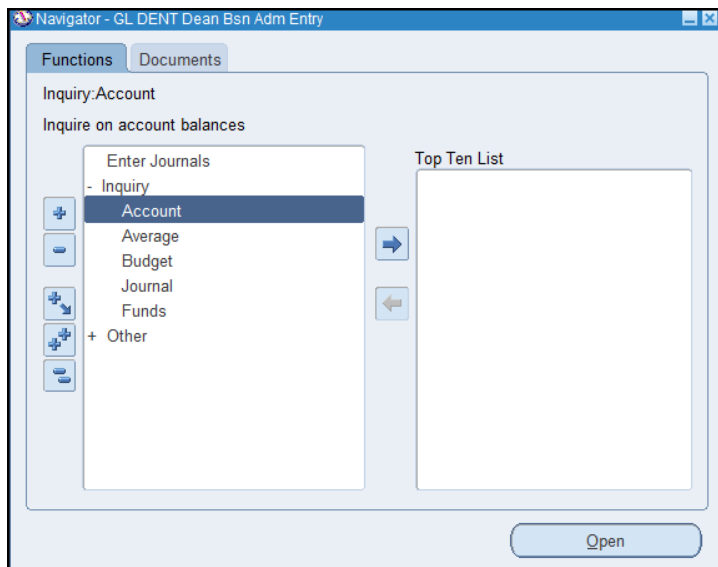 Navigator - GL DENT Dean Bsn Adm Entry
Functions
Documents
Inquiry:Account
Inquire on account balances
Enter Journals
- Inquiry
Account
Average
Budget
Journal
Funds
+ Other
Top Ten List
Open